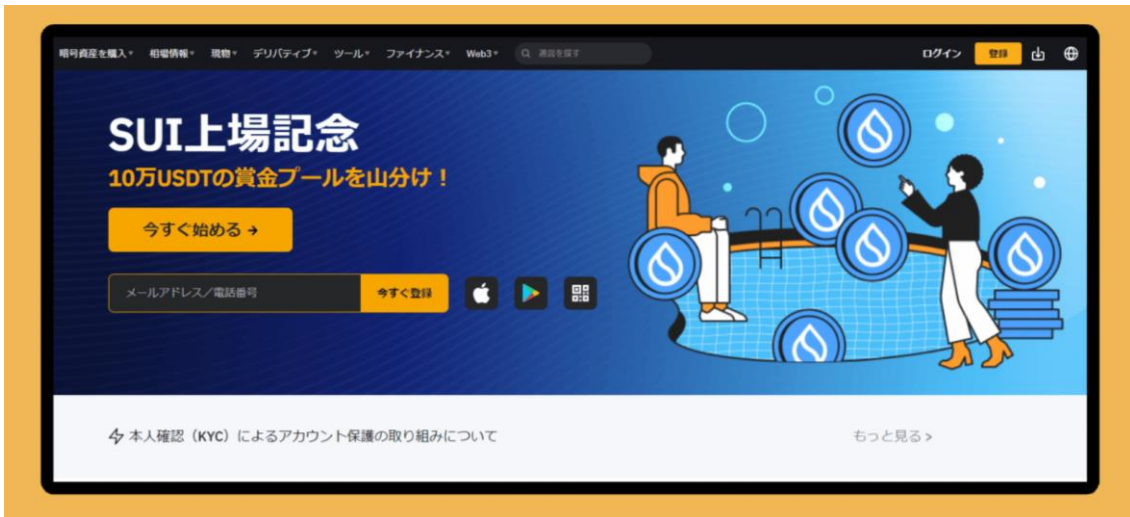 暗号資産を購入
相場情報
現物
デリバティブ
ツール
ファイナンス
Web3
通貨を探す
ログイン
登録
SUI上場記念
10万USDTの賞金プールを山分け！
今すぐ始める →
メールアドレス／電話番号
今すぐ登録
本人確認（KYC）によるアカウント保護の取り組みについて
もっと見る >